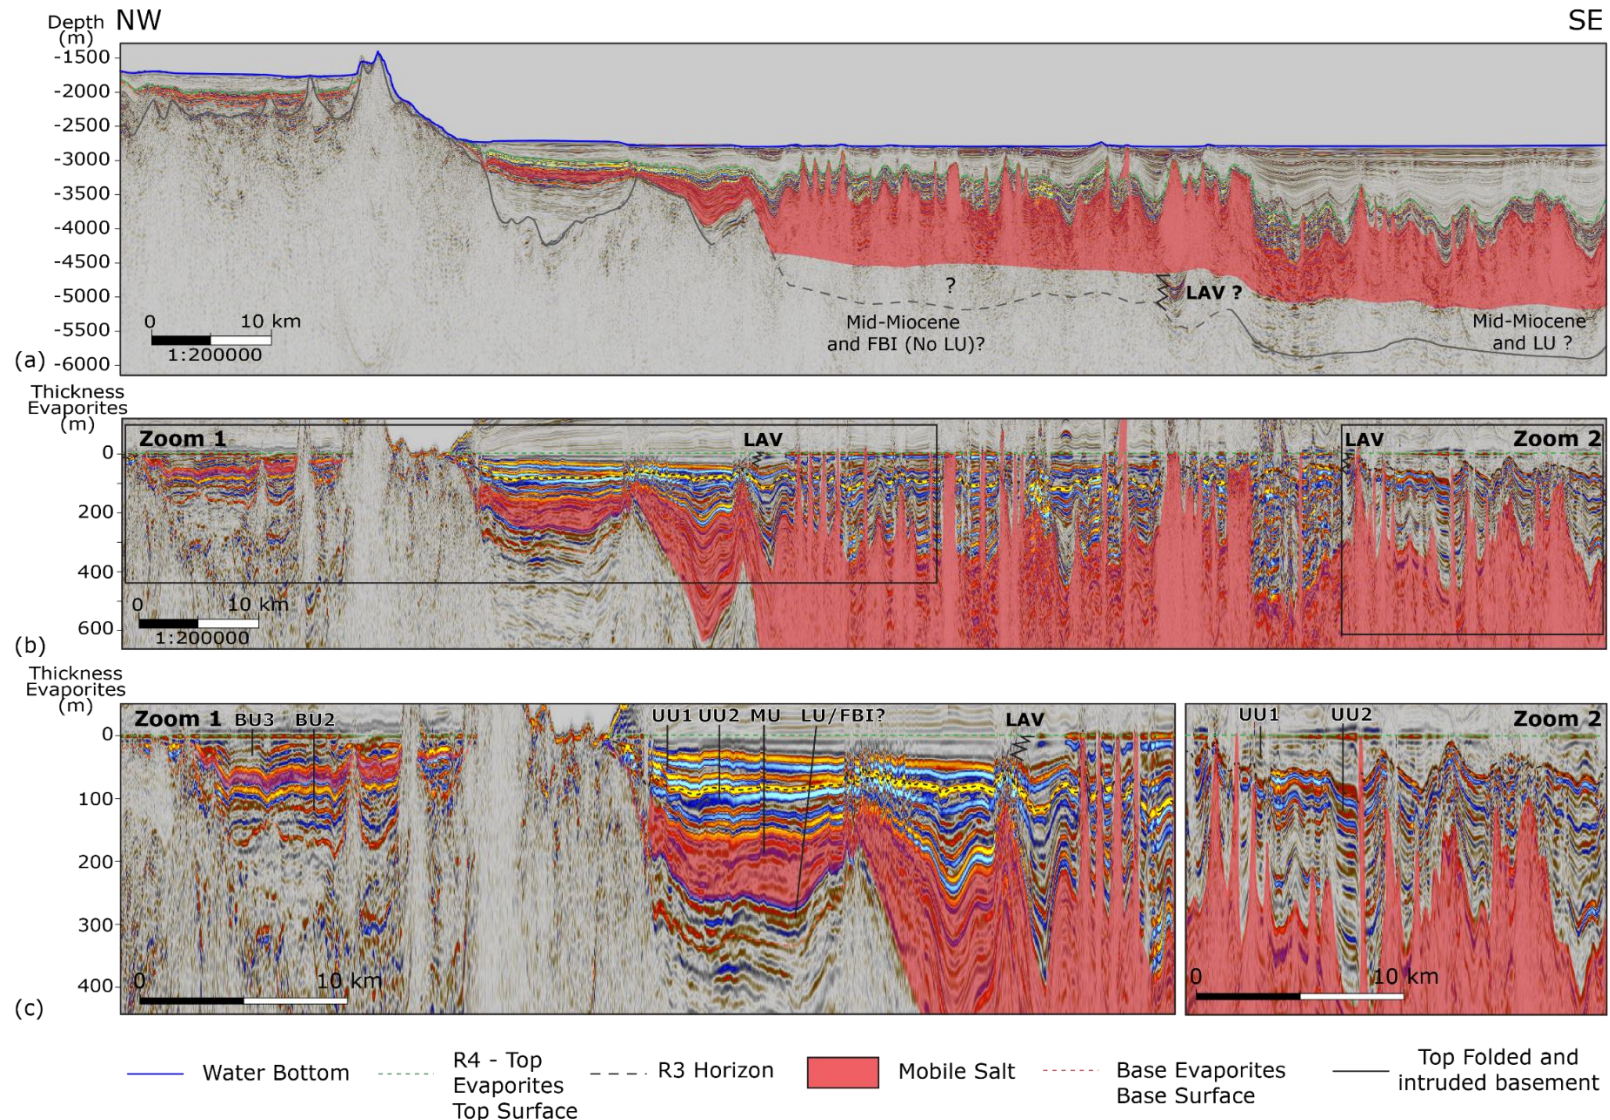 NW
SE
Depth
(m)
-1500
-2000
-2500
-3000
-3500
-4000
-4500
-5000
-5500
-6000
?
LAV ?
Mid-Miocene
and FBI (No LU)?
Mid-Miocene
and LU ?
0 10 km
1:200000
(a)
Thickness
Evaporites
(m)
Zoom 1
LAV
LAV
Zoom 2
0
200
400
600
0 10 km
1:200000
(b)
Thickness
Evaporites
(m)
Zoom 1
BU3
BU2
UU1
UU2
MU
LU/FBI?
LAV
UU1
UU2
Zoom 2
0
100
200
300
400
0 10 km
0 10 km
(c)
Water Bottom
R4 - Top
Evaporites
Top Surface
R3 Horizon
Mobile Salt
Base Evaporites
Base Surface
Top Folded and
intruded basement